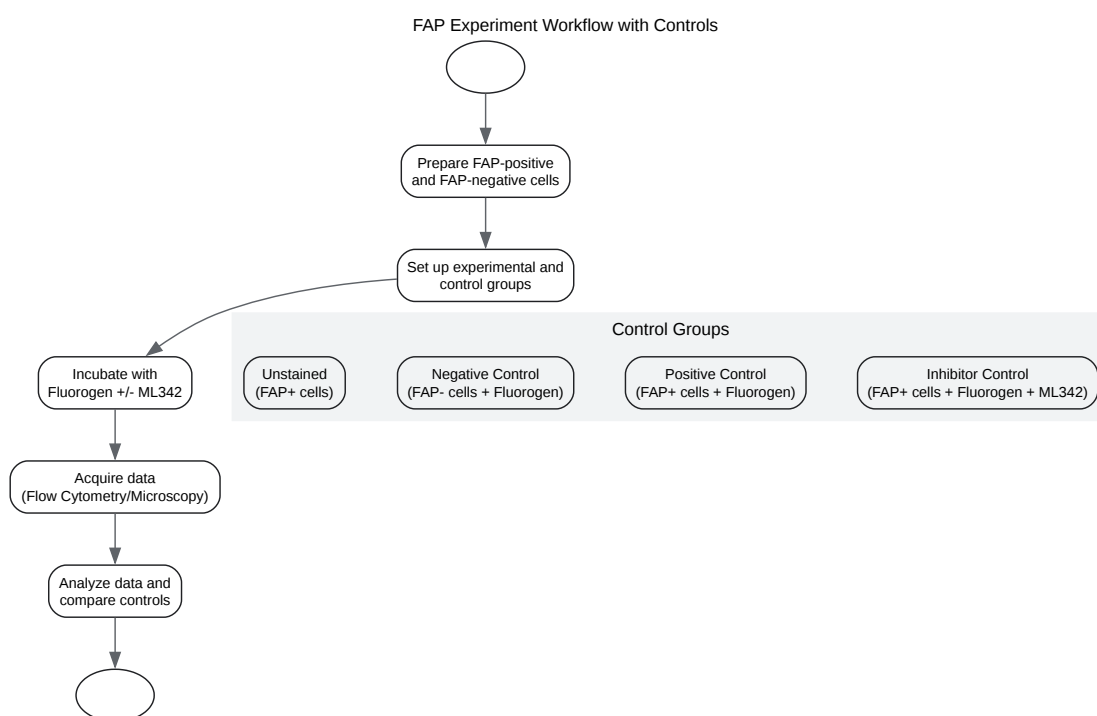 FAP Experiment Workflow with Controls
Prepare FAP-positive
and FAP-negative cells
Set up experimental and
control groups
Control Groups
Incubate with
Fluorogen +/- ML342
Unstained
(FAP+ cells)
Negative Control
(FAP- cells + Fluorogen)
Positive Control
(FAP+ cells + Fluorogen)
Inhibitor Control
(FAP+ cells + Fluorogen + ML342)
Acquire data
(Flow Cytometry/Microscopy)
Analyze data and
compare controls